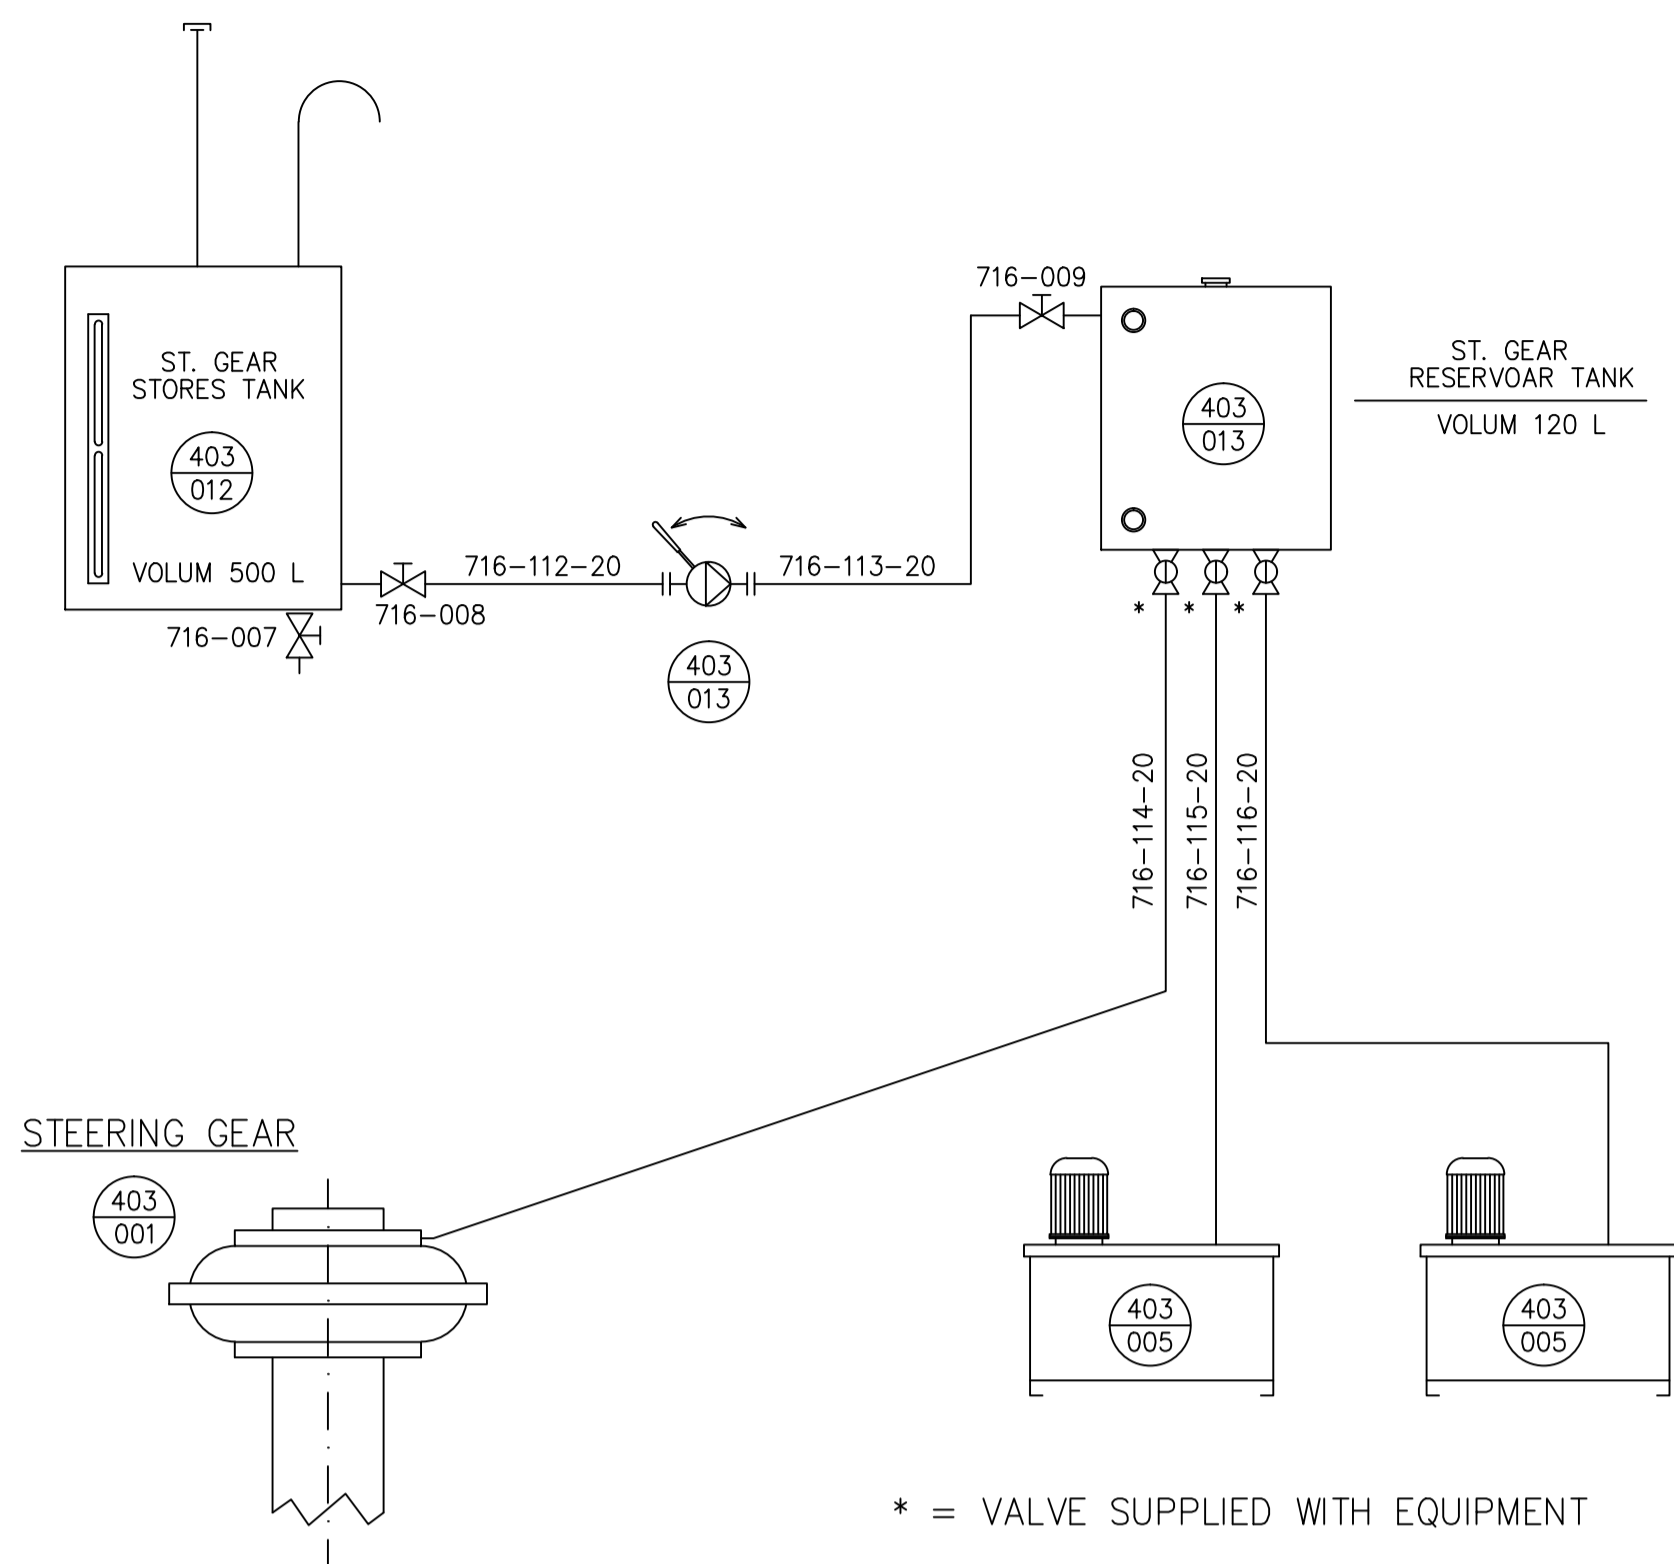 716-009
ST. GEAR
STORES TANK
403
012
VOLUM 500 L
716-007
716-008
716-112-20
716-113-20
403
013
403
013
ST. GEAR
RESERVOAR TANK
VOLUM 120 L
*
*
*
716-114-20
716-115-20
716-116-20
STEERING GEAR
403
001
403
005
403
005
* = VALVE SUPPLIED WITH EQUIPMENT